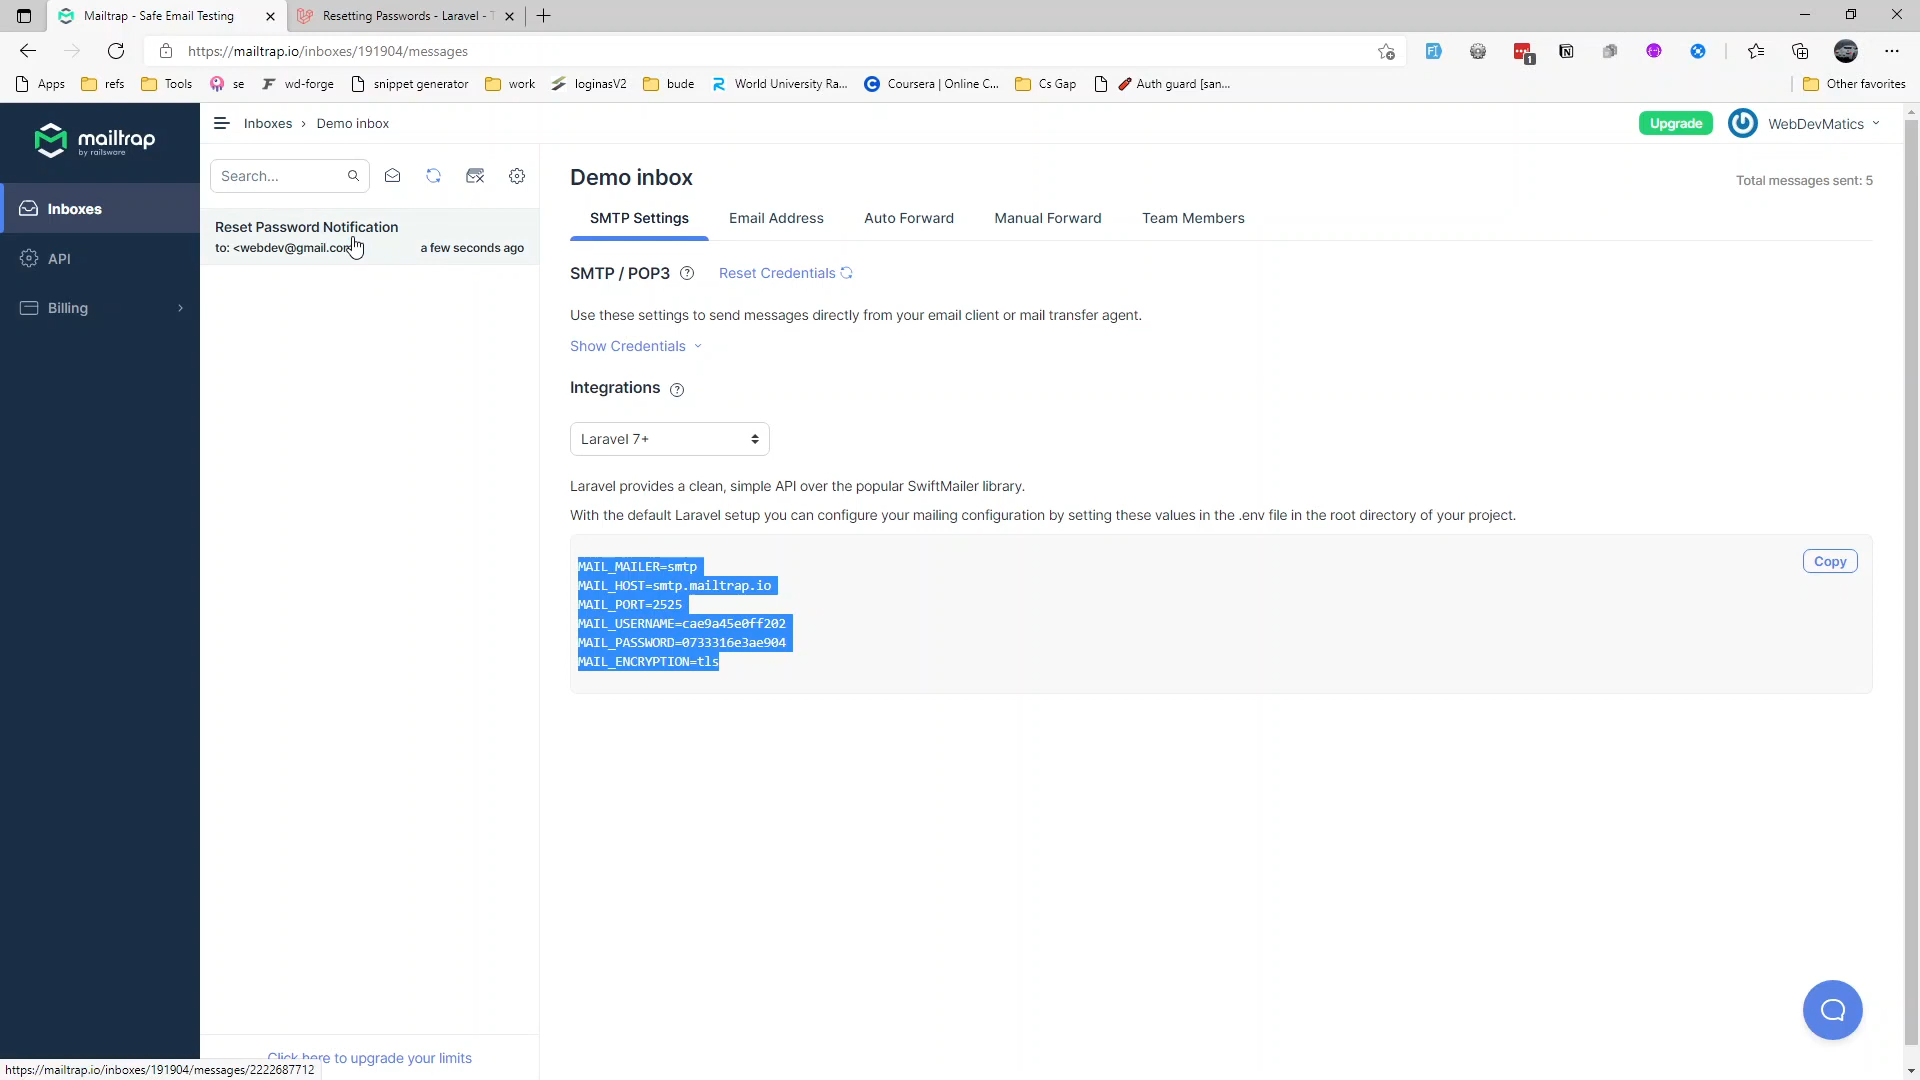 Mailtrap - Safe Email Testing
Resetting Passwords - Laravel -
https://mailtrap.io/inboxes/191904/messages
1
Apps
refs
Tools
se
wd-forge
snippet generator
work
loginasV2
bude
World University Ra...
Coursera | Online C...
Cs Gap
Auth guard [san...
Other favorites
mailtrap
by railsware
Inboxes
API
Billing
Inboxes › Demo inbox
Upgrade
WebDevMatics
Search...
Reset Password Notification
to: <webdev@gmail.com
a few seconds ago
Click here to upgrade your limits
Demo inbox
Total messages sent: 5
SMTP Settings
Email Address
Auto Forward
Manual Forward
Team Members
SMTP / POP3
Reset Credentials
Use these settings to send messages directly from your email client or mail transfer agent.
Show Credentials
Integrations
Laravel 7+
Laravel provides a clean, simple API over the popular SwiftMailer library.
With the default Laravel setup you can configure your mailing configuration by setting these values in the .env file in the root directory of your project.
Copy
MAIL_MAILER=smtp
MAIL_HOST=smtp.mailtrap.io
MAIL_PORT=2525
MAIL_USERNAME=cae9a45e0ff202
MAIL_PASSWORD=0733316e3ae904
MAIL_ENCRYPTION=tls
https://mailtrap.io/inboxes/191904/messages/2222687712